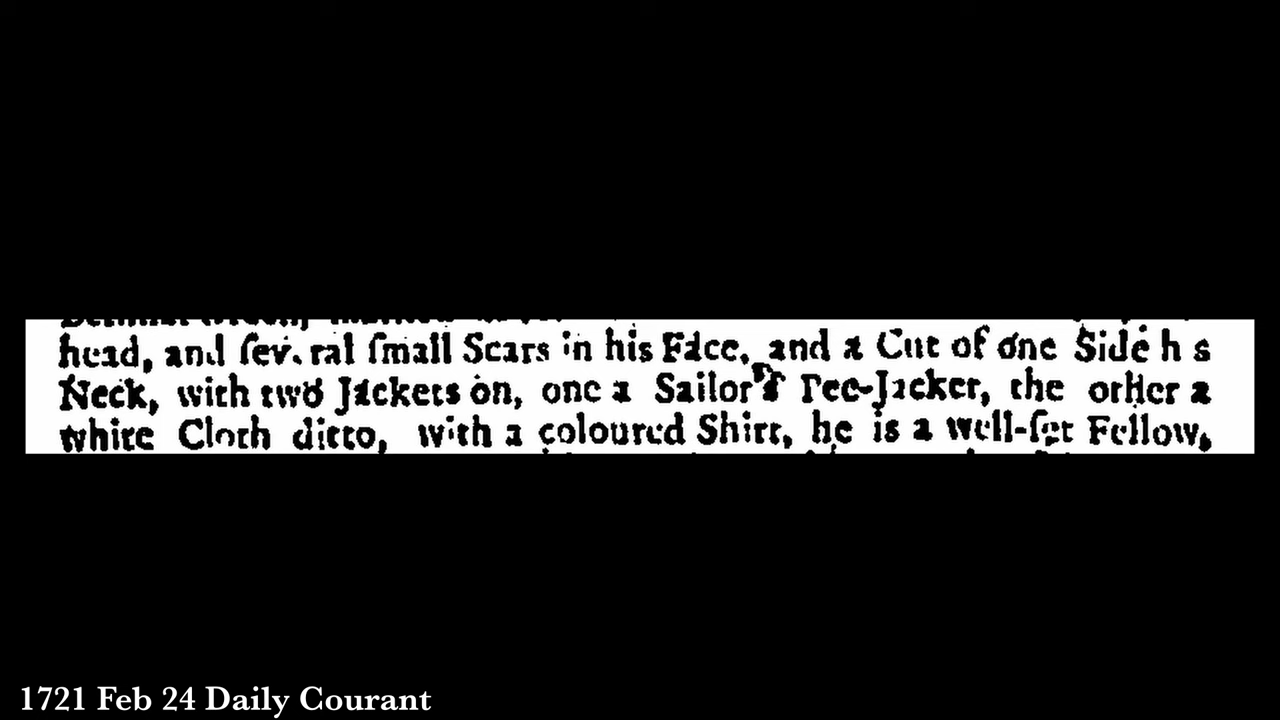 head, and ſev. ral ſmall Scars in his Face, and a Cut of one Side h s
Neck, with two Jackets on, one a Sailor's Pee-Jacket, the other a
white Cloth ditto, with a coloured Shirt, he is a well-ſet Fellow,
1721 Feb 24 Daily Courant